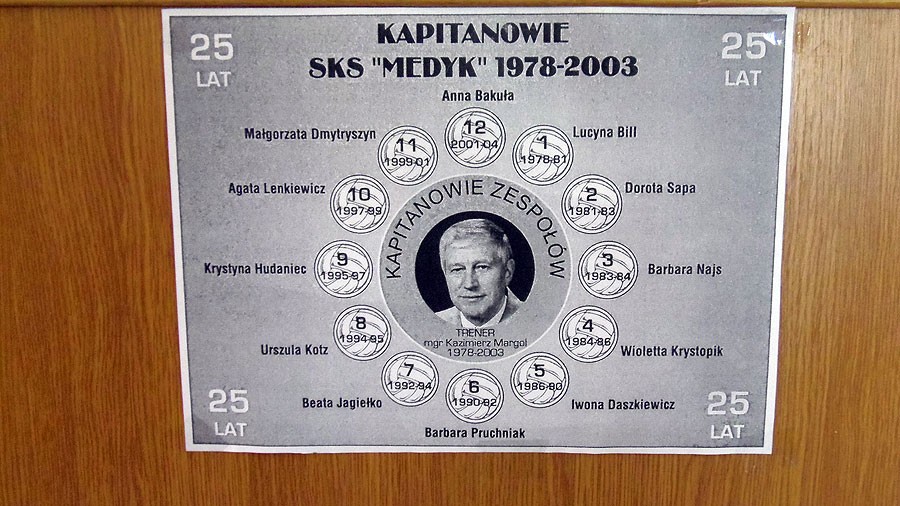 25
LAT
KAPITANOWIE
SKS "MEDYK" 1978-2003
25
LAT
Anna Bakuła
12
2001-04
Lucyna Bill
1
1978-81
Dorota Sapa
2
1981-83
Barbara Najs
3
1983-84
Wioletta Krystopik
4
1984-86
Iwona Daszkiewicz
5
1986-90
Barbara Pruchniak
6
1990-92
Beata Jagiełko
7
1992-94
Urszula Kotz
8
1994-95
Krystyna Hudaniec
9
1995-97
Agata Lenkiewicz
10
1997-99
Małgorzata Dmytryszyn
11
1999-01
KAPITANOWIE ZESPOŁÓW
TRENER
mgr Kazimierz Margol
1978-2003
25
LAT
25
LAT